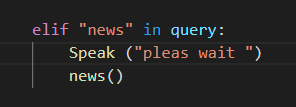 elif "news" in query:
Speak ("pleas wait ")
news()